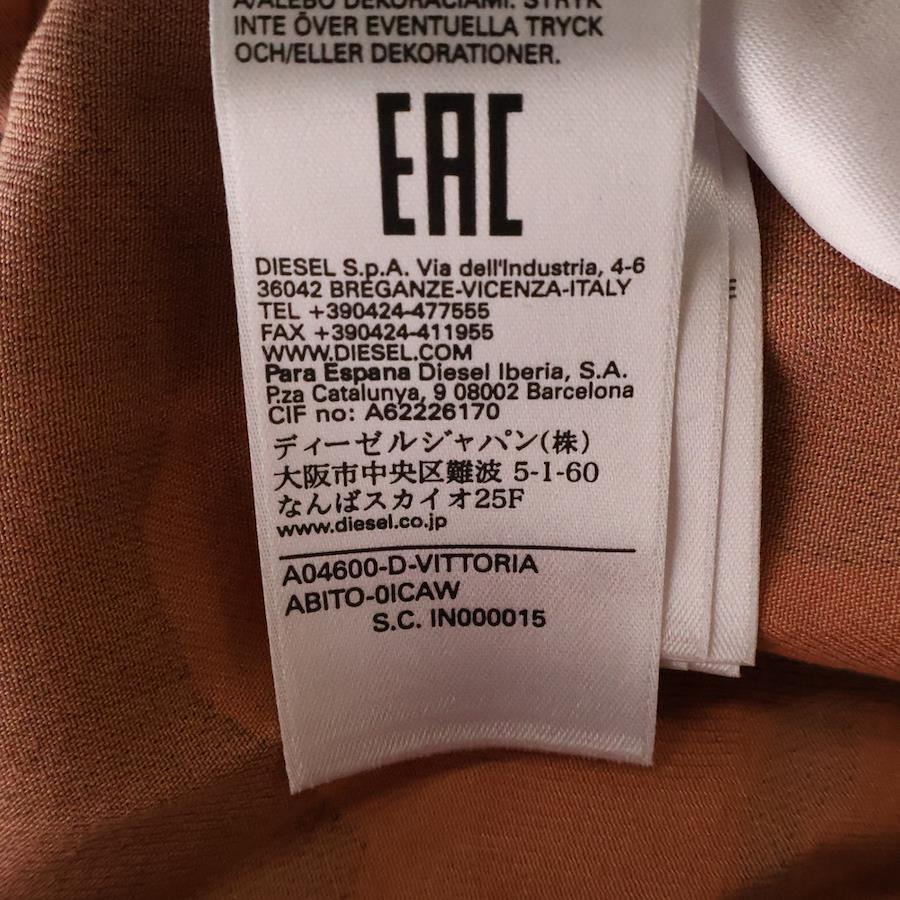 A/ALEBO DEKORÁCIAMI. STRYK
INTE ÖVER EVENTUELLA TRYCK
OCH/ELLER DEKORATIONER.
EAC
DIESEL S.p.A. Via dell'Industria, 4-6
36042 BREGANZE-VICENZA-ITALY
TEL +390424-477555
FAX +390424-411955
WWW.DIESEL.COM
Para Espana Diesel Iberia, S.A.
P.za Catalunya, 9 08002 Barcelona
CIF no: A62226170
ディーゼルジャパン(株)
大阪市中央区難波 5-1-60
なんばスカイオ25F
www.diesel.co.jp
A04600-D-VITTORIA
ABITO-0ICAW
S.C. IN000015